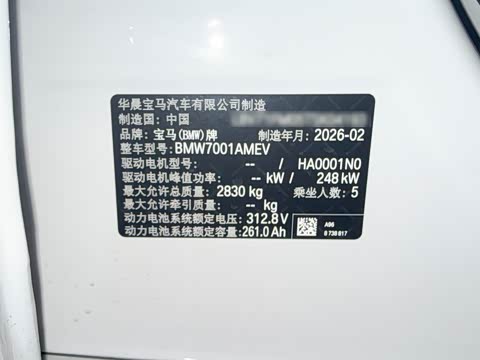 华晨宝马汽车有限公司制造
制造国：中国
品牌：宝马(BMW)牌 制造年月：2026-02
整车型号：BMW7001AMEV
驱动电机型号： -- / HA0001N0
驱动电机峰值功率： -- kW / 248 kW
最大允许总质量：2830 kg 乘坐人数：5
最大允许牵引质量： -- kg
动力电池系统额定电压：312.8 V
动力电池系统额定容量：261.0 Ah
A96
8 738 817